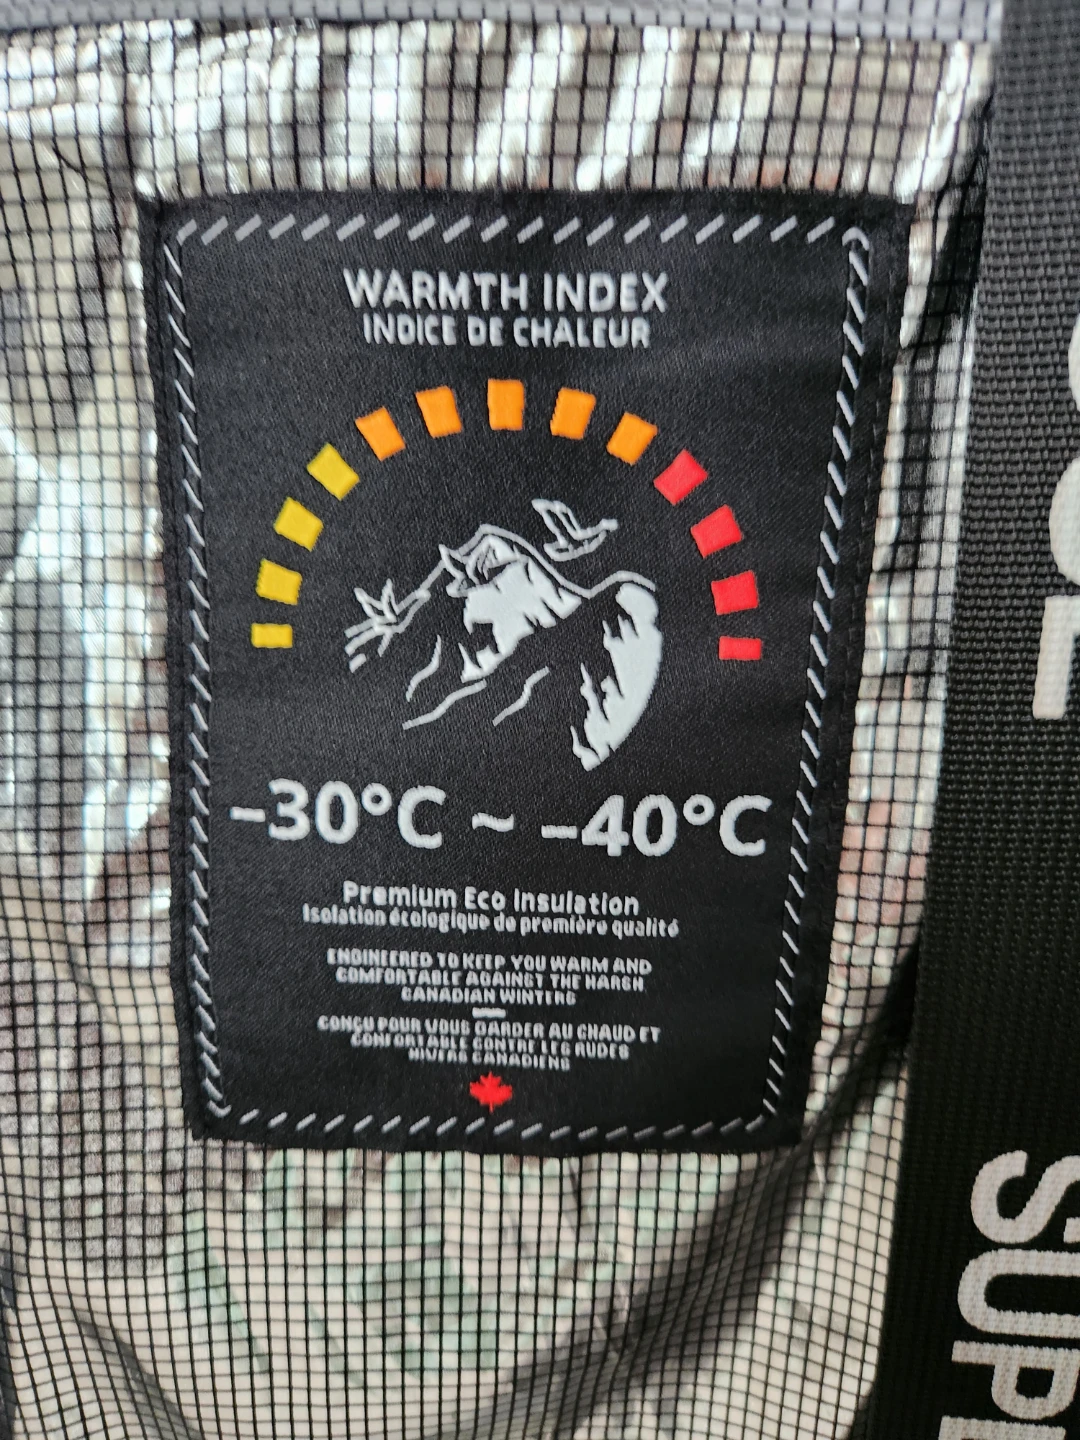 WARMTH INDEX
INDICE DE CHALEUR
-30°C ~ -40°C
Premium Eco Insulation
Isolation écologique de première qualité
ENGINEERED TO KEEP YOU WARM AND
COMFORTABLE AGAINST THE HARSH
CANADIAN WINTERS
CONÇU POUR VOUS GARDER AU CHAUD ET
CONFORTABLE CONTRE LES RUDES
HIVERS CANADIENS
SUPE